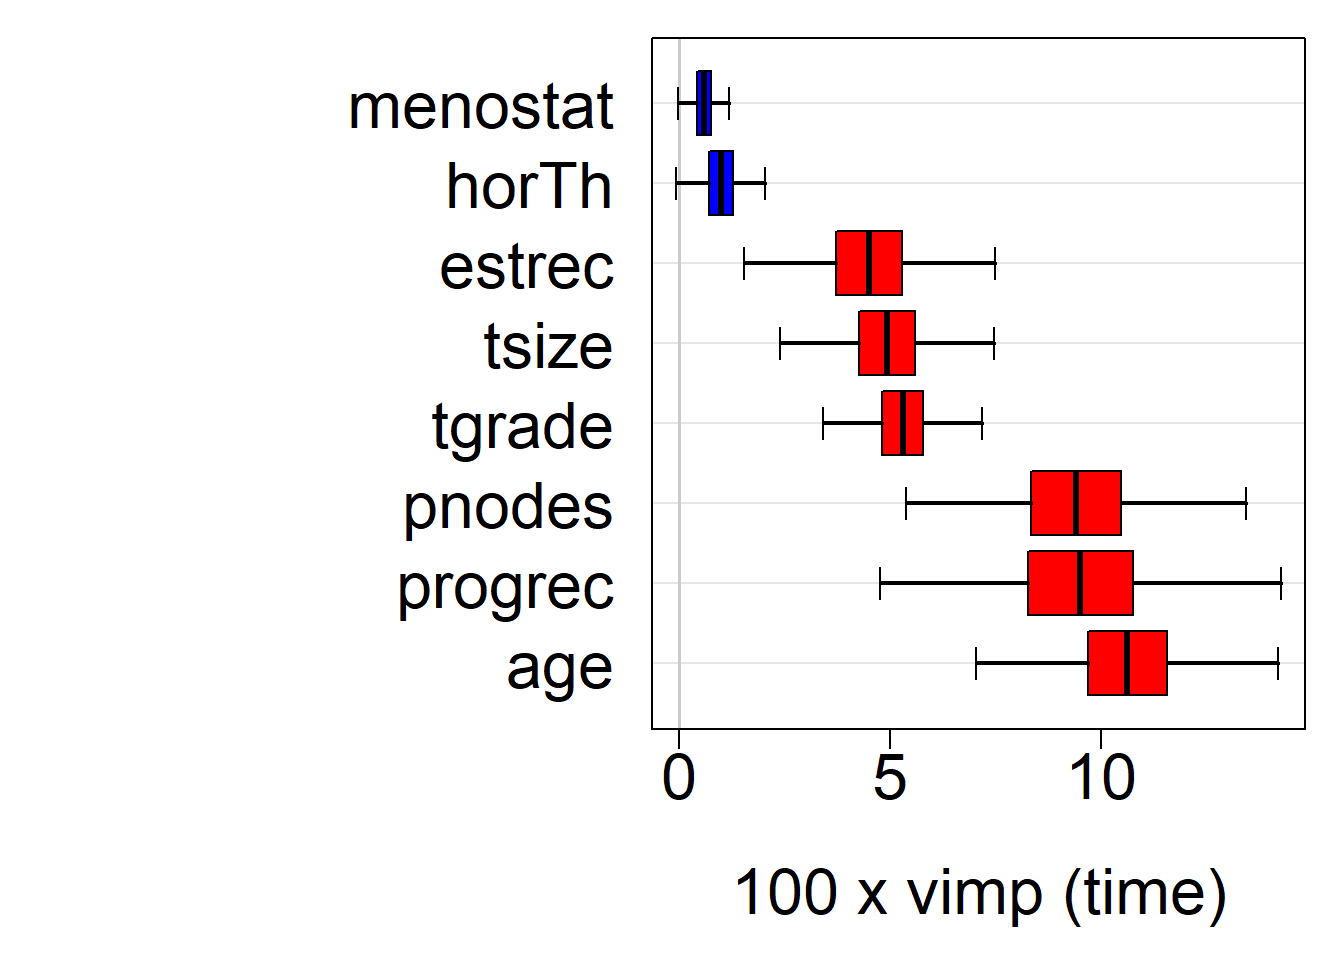 menostat
horTh
estrec
tsize
tgrade
pnodes
progrec
age
0 5 10
100 x vimp (time)